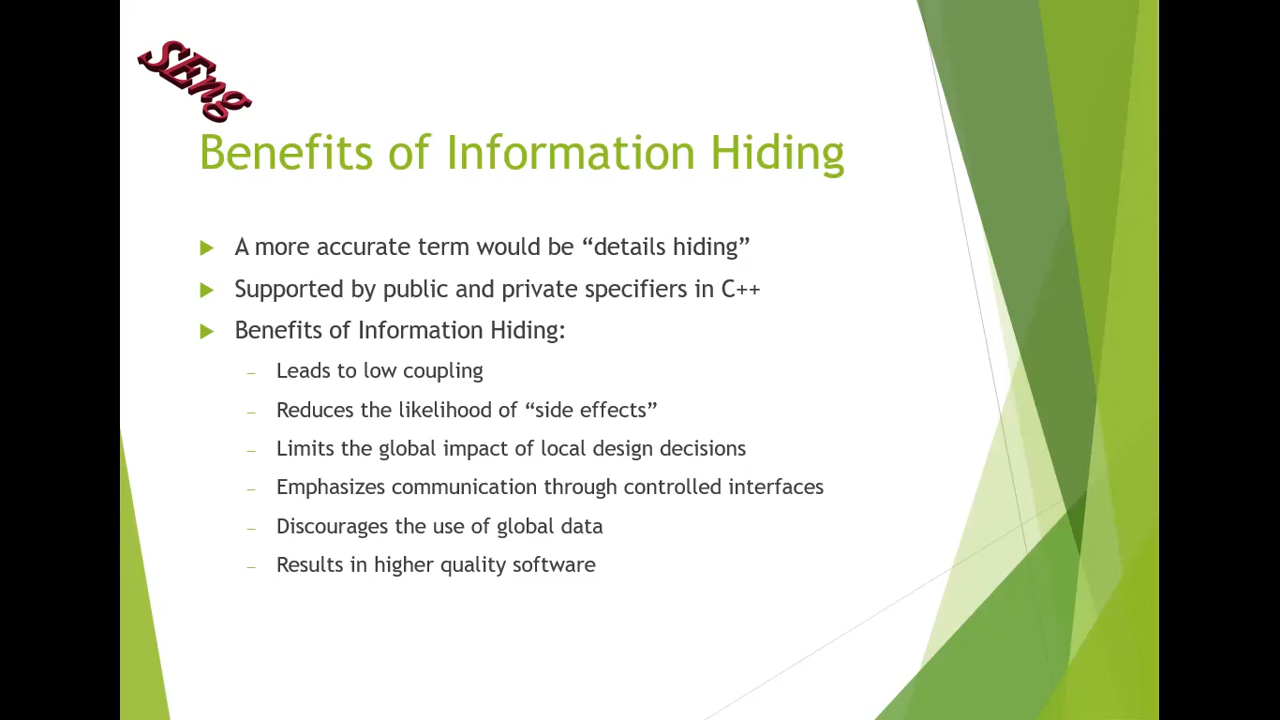 SEng
Benefits of Information Hiding
A more accurate term would be “details hiding”
Supported by public and private specifiers in C++
Benefits of Information Hiding:
– Leads to low coupling
– Reduces the likelihood of “side effects”
– Limits the global impact of local design decisions
– Emphasizes communication through controlled interfaces
– Discourages the use of global data
– Results in higher quality software